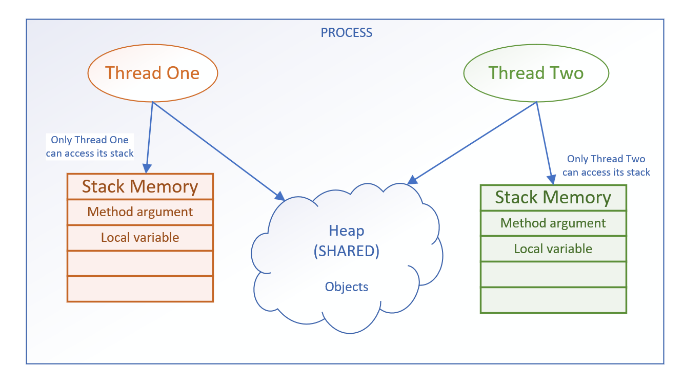 PROCESS
Thread One
Thread Two
Only Thread One
can access its stack
Only Thread Two
can access its stack
Stack Memory
Method argument
Local variable
Heap
(SHARED)
Objects
Stack Memory
Method argument
Local variable